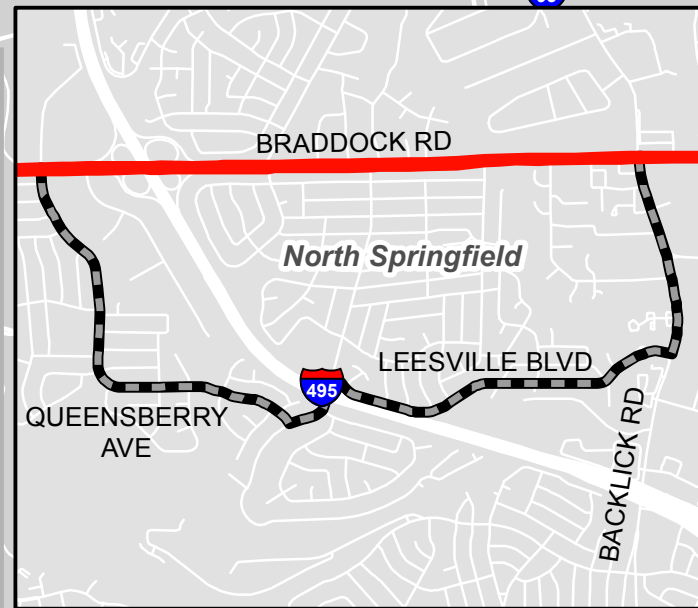 BRADDOCK RD
North Springfield
LEESVILLE BLVD
495
QUEENSBERRY
AVE
BACKLICK RD